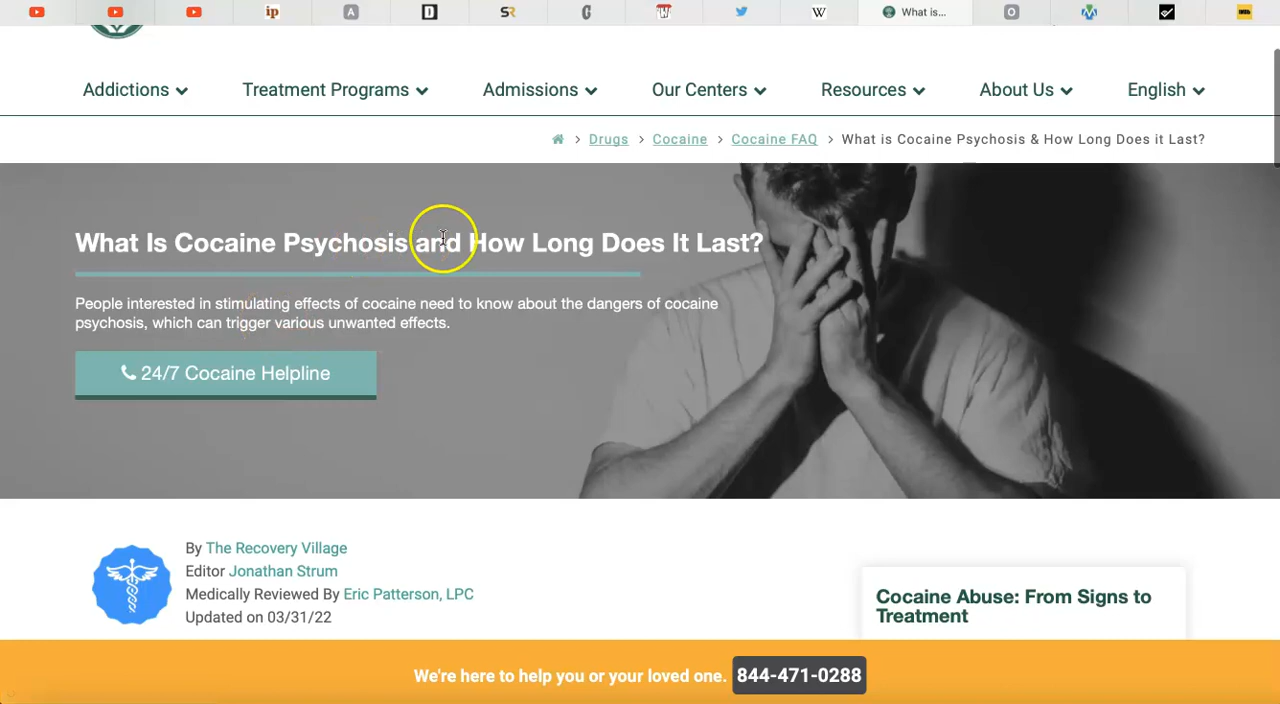 What is...
Addictions Treatment Programs Admissions Our Centers Resources About Us English
Drugs > Cocaine > Cocaine FAQ > What is Cocaine Psychosis & How Long Does it Last?
What Is Cocaine Psychosis and How Long Does It Last?
People interested in stimulating effects of cocaine need to know about the dangers of cocaine
psychosis, which can trigger various unwanted effects.
24/7 Cocaine Helpline
By The Recovery Village
Editor Jonathan Strum
Medically Reviewed By Eric Patterson, LPC
Updated on 03/31/22
Cocaine Abuse: From Signs to
Treatment
We're here to help you or your loved one. 844-471-0288